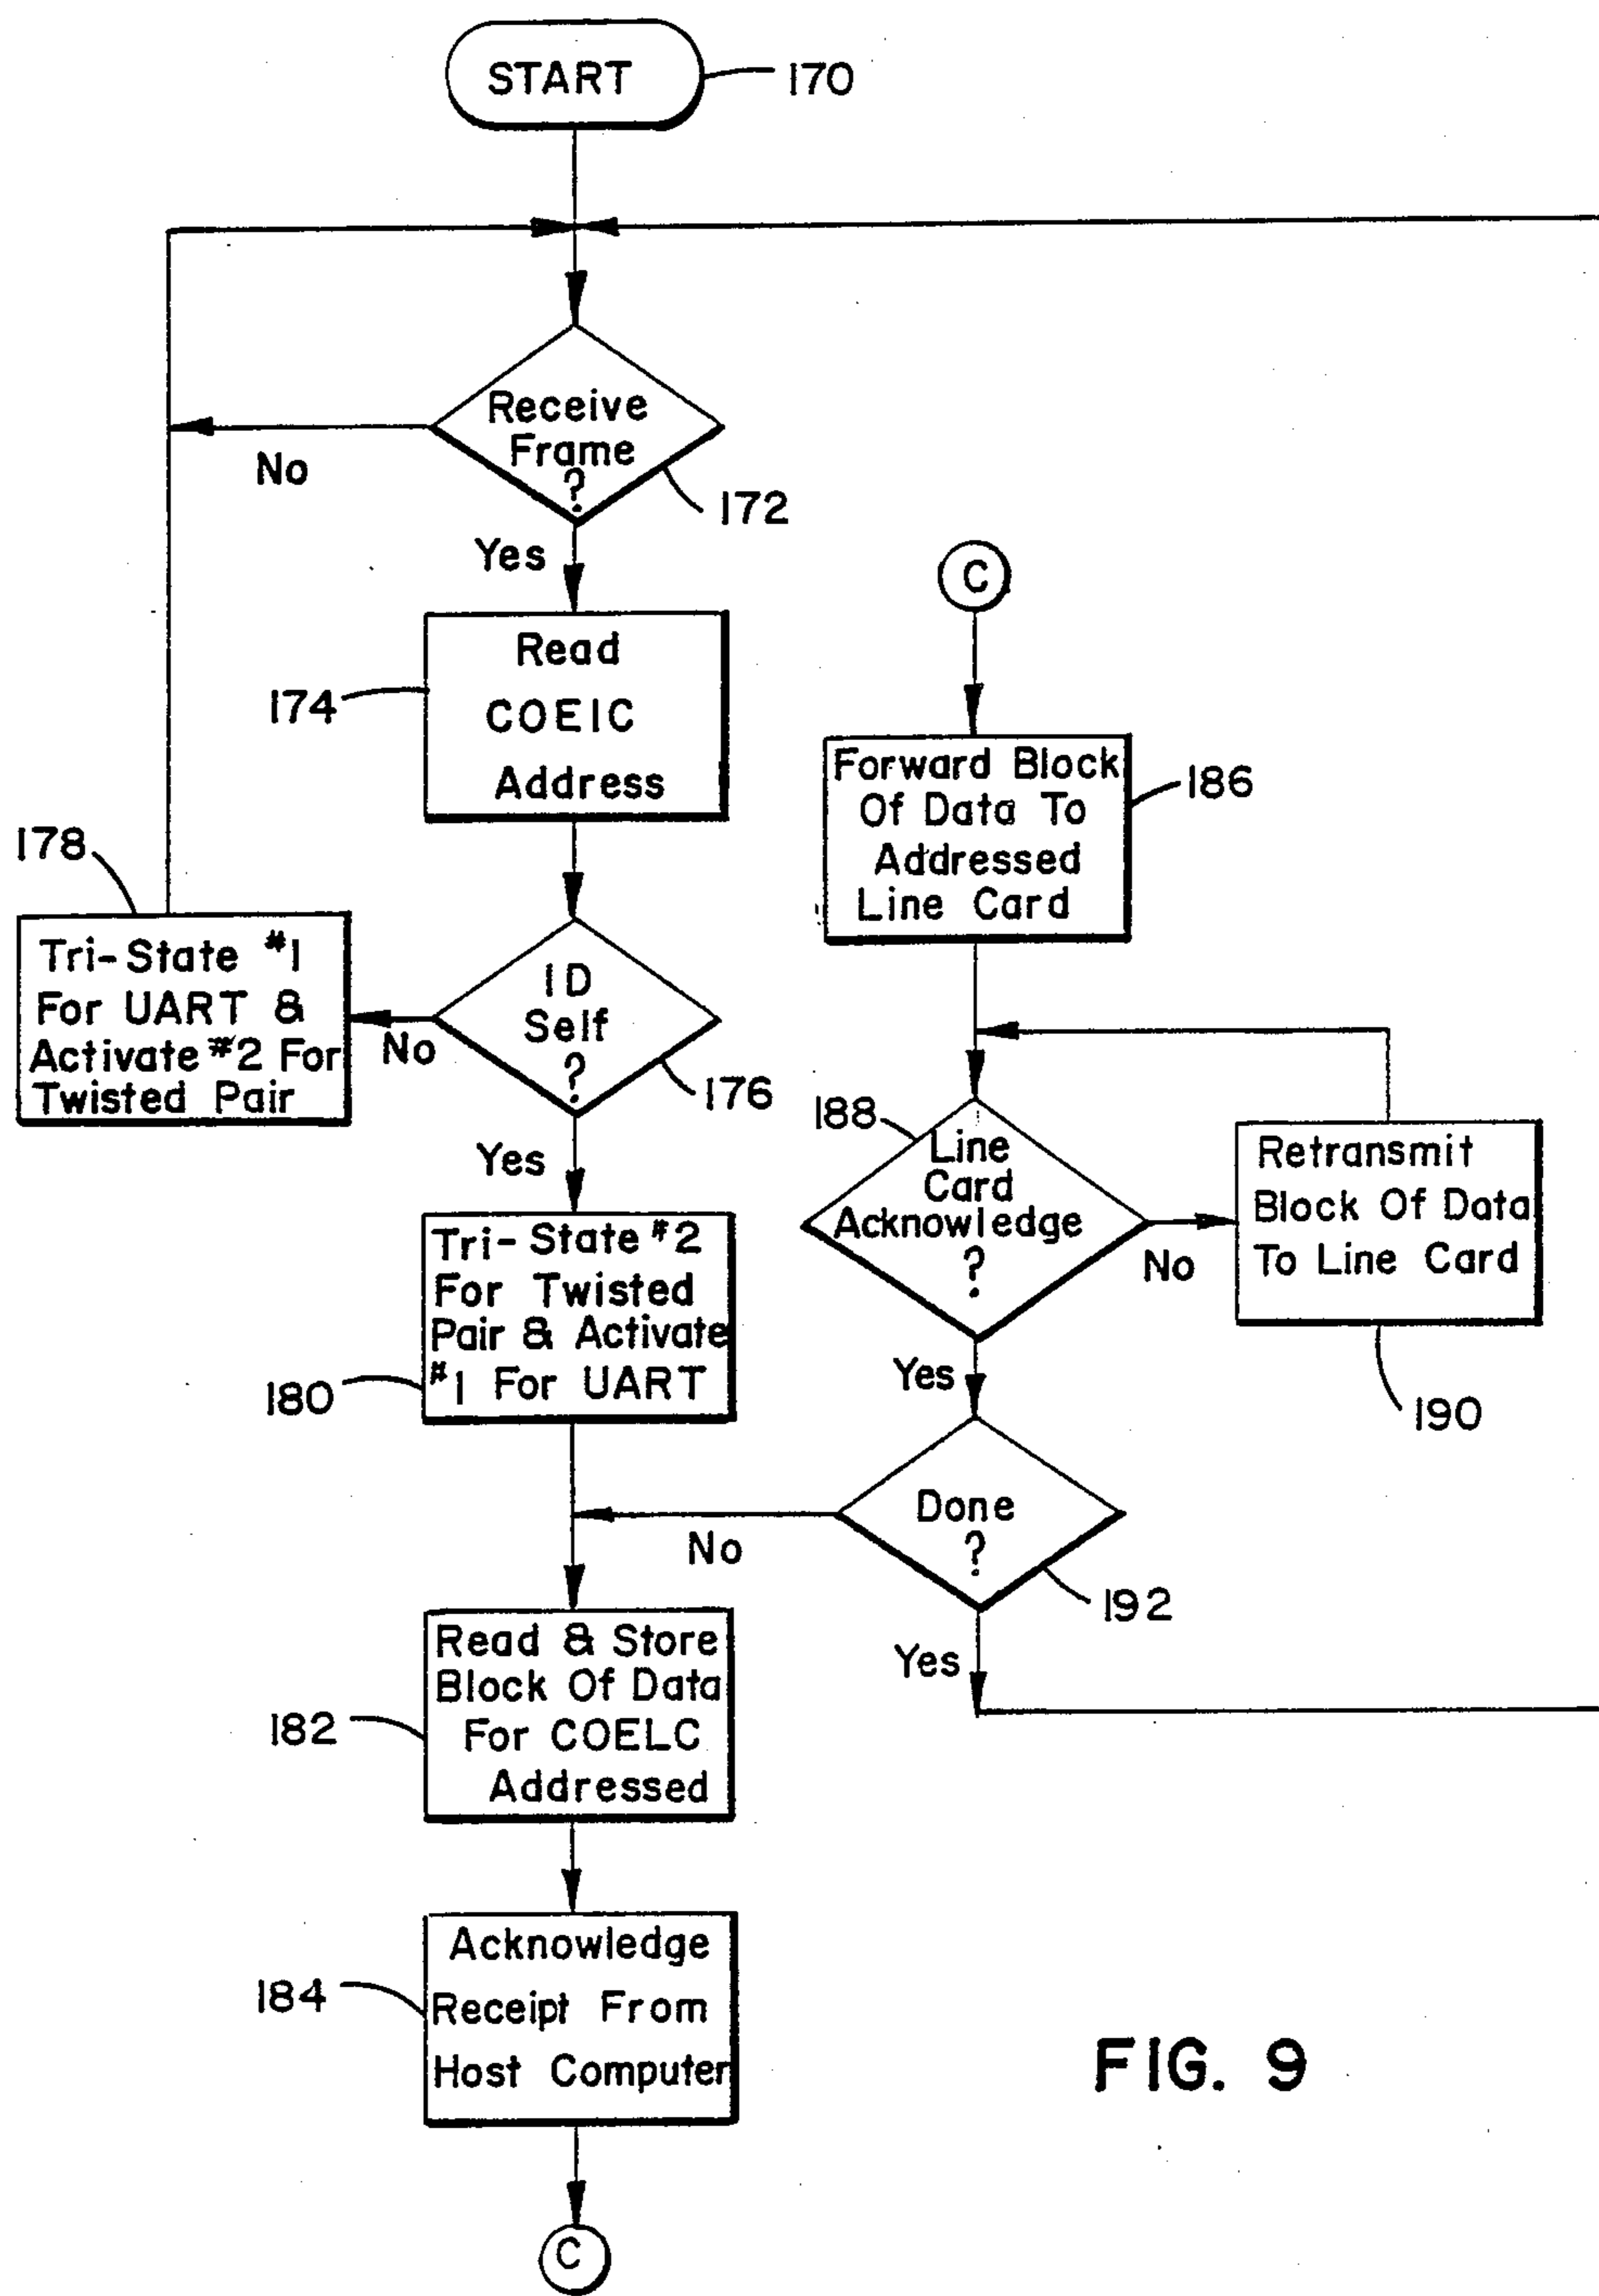 START
170
Receive
Frame
?
172
No
Yes
Read
COEIC
Address
174
ID
Self
?
176
No
Yes
178
Tri-State #1
For UART &
Activate #2 For
Twisted Pair
Tri-State #2
For Twisted
Pair & Activate
#1 For UART
180
Read & Store
Block Of Data
For COELC
Addressed
182
Acknowledge
Receipt From
Host Computer
184
C
C
Forward Block
Of Data To
Addressed
Line Card
186
188
Line
Card
Acknowledge
?
No
Yes
Retransmit
Block Of Data
To Line Card
190
Done
?
192
No
Yes
FIG. 9